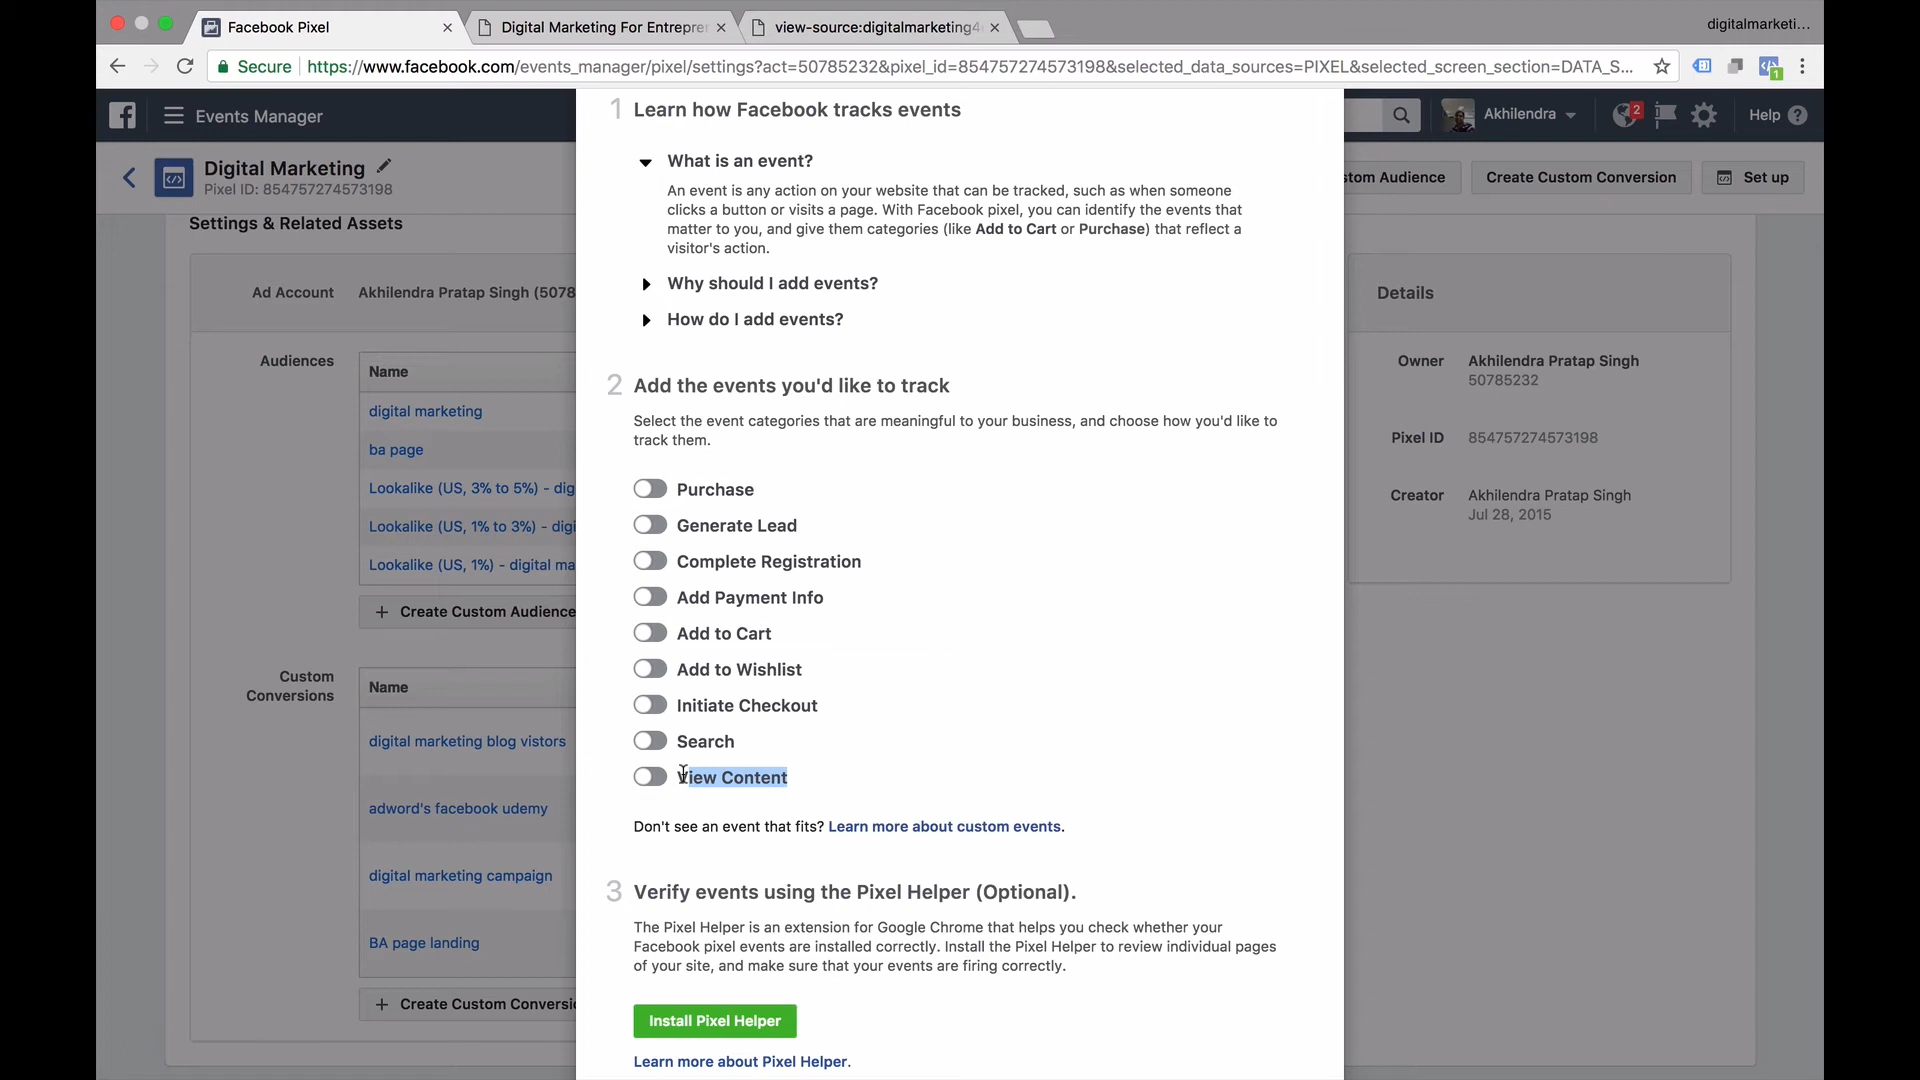 Facebook Pixel
Digital Marketing For Entrepre
view-source:digitalmarketing4
digitalmarketi...
Secure
https://www.facebook.com/events_manager/pixel/settings?act=50785232&pixel_id=854757274573198&selected_data_sources=PIXEL&selected_screen_section=DATA_S...
1
Events Manager
Akhilendra
2
Help
Digital Marketing
Pixel ID: 854757274573198
tom Audience
Create Custom Conversion
Set up
Settings & Related Assets
Ad Account
Akhilendra Pratap Singh (5078
Audiences
Name
digital marketing
ba page
Lookalike (US, 3% to 5%) - dig
Lookalike (US, 1% to 3%) - digi
Lookalike (US, 1%) - digital ma
+ Create Custom Audience
Custom
Conversions
Name
digital marketing blog vistors
adword's facebook udemy
digital marketing campaign
BA page landing
+ Create Custom Conversi
1 Learn how Facebook tracks events
What is an event?
An event is any action on your website that can be tracked, such as when someone
clicks a button or visits a page. With Facebook pixel, you can identify the events that
matter to you, and give them categories (like Add to Cart or Purchase) that reflect a
visitor's action.
Why should I add events?
How do I add events?
2 Add the events you'd like to track
Select the event categories that are meaningful to your business, and choose how you'd like to
track them.
Purchase
Generate Lead
Complete Registration
Add Payment Info
Add to Cart
Add to Wishlist
Initiate Checkout
Search
View Content
Don't see an event that fits? Learn more about custom events.
3 Verify events using the Pixel Helper (Optional).
The Pixel Helper is an extension for Google Chrome that helps you check whether your
Facebook pixel events are installed correctly. Install the Pixel Helper to review individual pages
of your site, and make sure that your events are firing correctly.
Install Pixel Helper
Learn more about Pixel Helper.
Details
Owner
Akhilendra Pratap Singh
50785232
Pixel ID
854757274573198
Creator
Akhilendra Pratap Singh
Jul 28, 2015